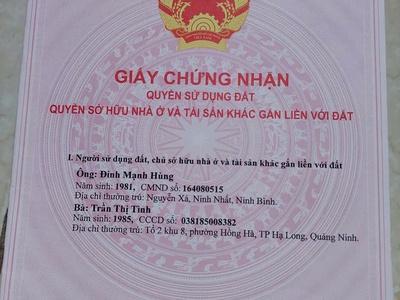 GIẤY CHỨNG NHẬN
QUYỀN SỬ DỤNG ĐẤT
QUYỀN SỞ HỮU NHÀ Ở VÀ TÀI SẢN KHÁC GẮN LIỀN VỚI ĐẤT
I. Người sử dụng đất, chủ sở hữu nhà ở và tài sản khác gắn liền với đất
Ông: Đinh Mạnh Hùng
Năm sinh: 1981, CMND số: 164080515
Địa chỉ thường trú: Nguyễn Xá, Ninh Nhất, Ninh Bình.
Bà: Trần Thị Tình
Năm sinh: 1985, CCCD số: 038185008382
Địa chỉ thường trú: Tổ 2 khu 8, phường Hồng Hà, TP Hạ Long, Quảng Ninh.